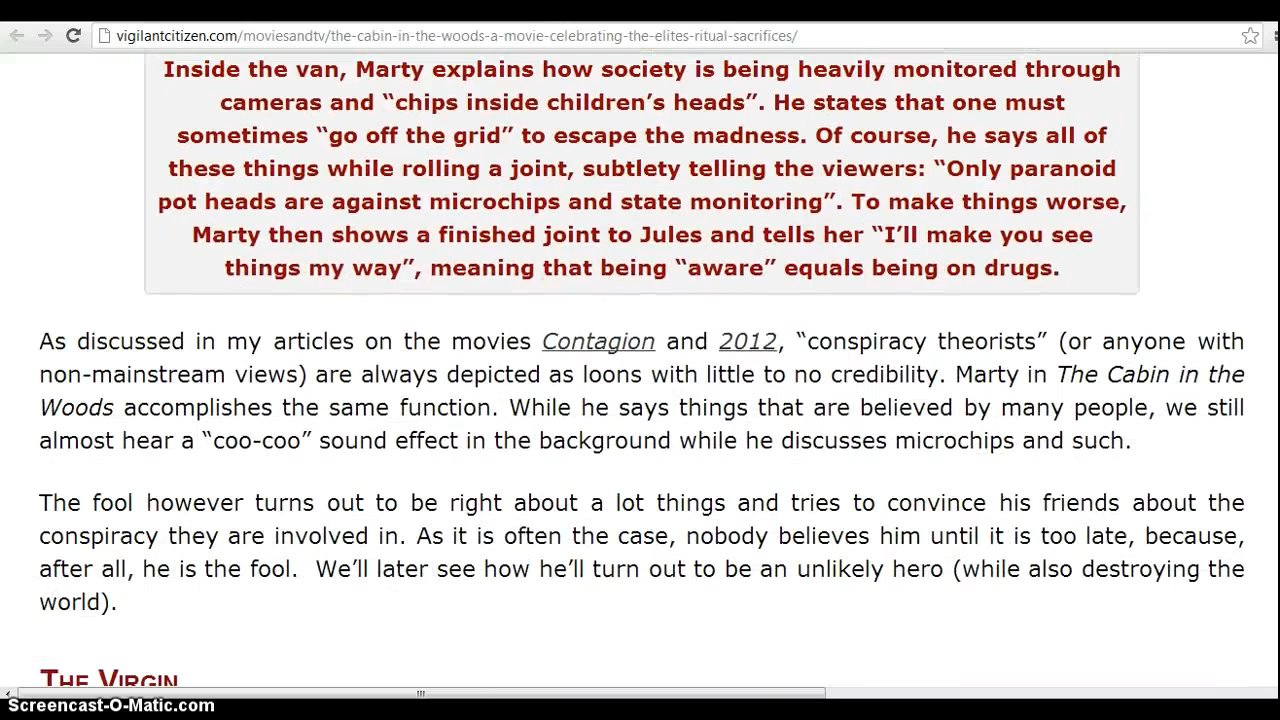 vigilantcitizen.com/moviesandtv/the-cabin-in-the-woods-a-movie-celebrating-the-elites-ritual-sacrifices/
Inside the van, Marty explains how society is being heavily monitored through
cameras and “chips inside children’s heads”. He states that one must
sometimes “go off the grid” to escape the madness. Of course, he says all of
these things while rolling a joint, subtlety telling the viewers: “Only paranoid
pot heads are against microchips and state monitoring”. To make things worse,
Marty then shows a finished joint to Jules and tells her “I’ll make you see
things my way”, meaning that being “aware” equals being on drugs.
As discussed in my articles on the movies Contagion and 2012, “conspiracy theorists” (or anyone with
non-mainstream views) are always depicted as loons with little to no credibility. Marty in The Cabin in the
Woods accomplishes the same function. While he says things that are believed by many people, we still
almost hear a “coo-coo” sound effect in the background while he discusses microchips and such.
The fool however turns out to be right about a lot things and tries to convince his friends about the
conspiracy they are involved in. As it is often the case, nobody believes him until it is too late, because,
after all, he is the fool.  We’ll later see how he’ll turn out to be an unlikely hero (while also destroying the
world).
The Virgin
Screencast-O-Matic.com